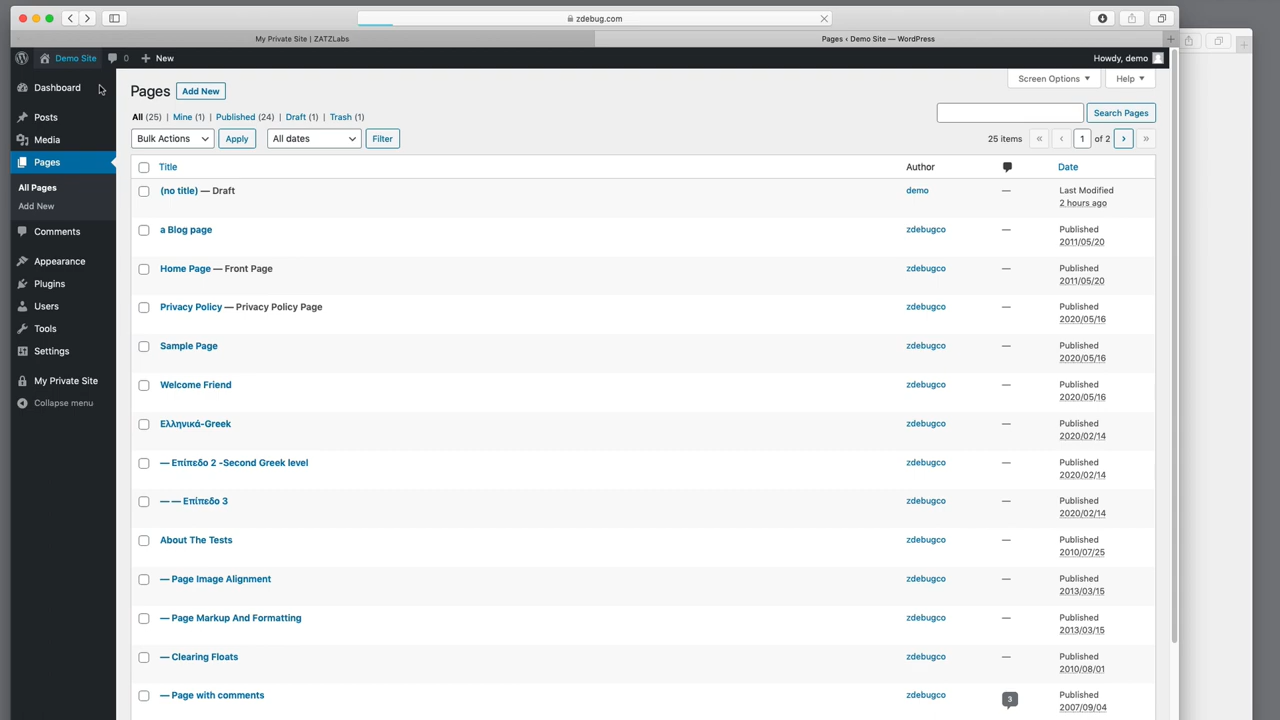 zdebug.com
My Private Site | ZATZLabs
Pages ‹ Demo Site — WordPress
Demo Site 0 New
Howdy, demo
Dashboard
Posts
Media
Pages
All Pages
Add New
Comments
Appearance
Plugins
Users
Tools
Settings
My Private Site
Collapse menu
Screen Options Help
Pages Add New
All (25) | Mine (1) | Published (24) | Draft (1) | Trash (1)
Search Pages
Bulk Actions Apply All dates Filter
25 items « ‹ 1 of 2 › »
Title Author Date
(no title) — Draft demo — Last Modified
2 hours ago
a Blog page zdebugco — Published
2011/05/20
Home Page — Front Page zdebugco — Published
2011/05/20
Privacy Policy — Privacy Policy Page zdebugco — Published
2020/05/16
Sample Page zdebugco — Published
2020/05/16
Welcome Friend zdebugco — Published
2020/05/16
Ελληνικά-Greek zdebugco — Published
2020/02/14
— Επίπεδο 2 -Second Greek level zdebugco — Published
2020/02/14
— — Επίπεδο 3 zdebugco — Published
2020/02/14
About The Tests zdebugco — Published
2010/07/25
— Page Image Alignment zdebugco — Published
2013/03/15
— Page Markup And Formatting zdebugco — Published
2013/03/15
— Clearing Floats zdebugco — Published
2010/08/01
— Page with comments zdebugco 3 Published
2007/09/04